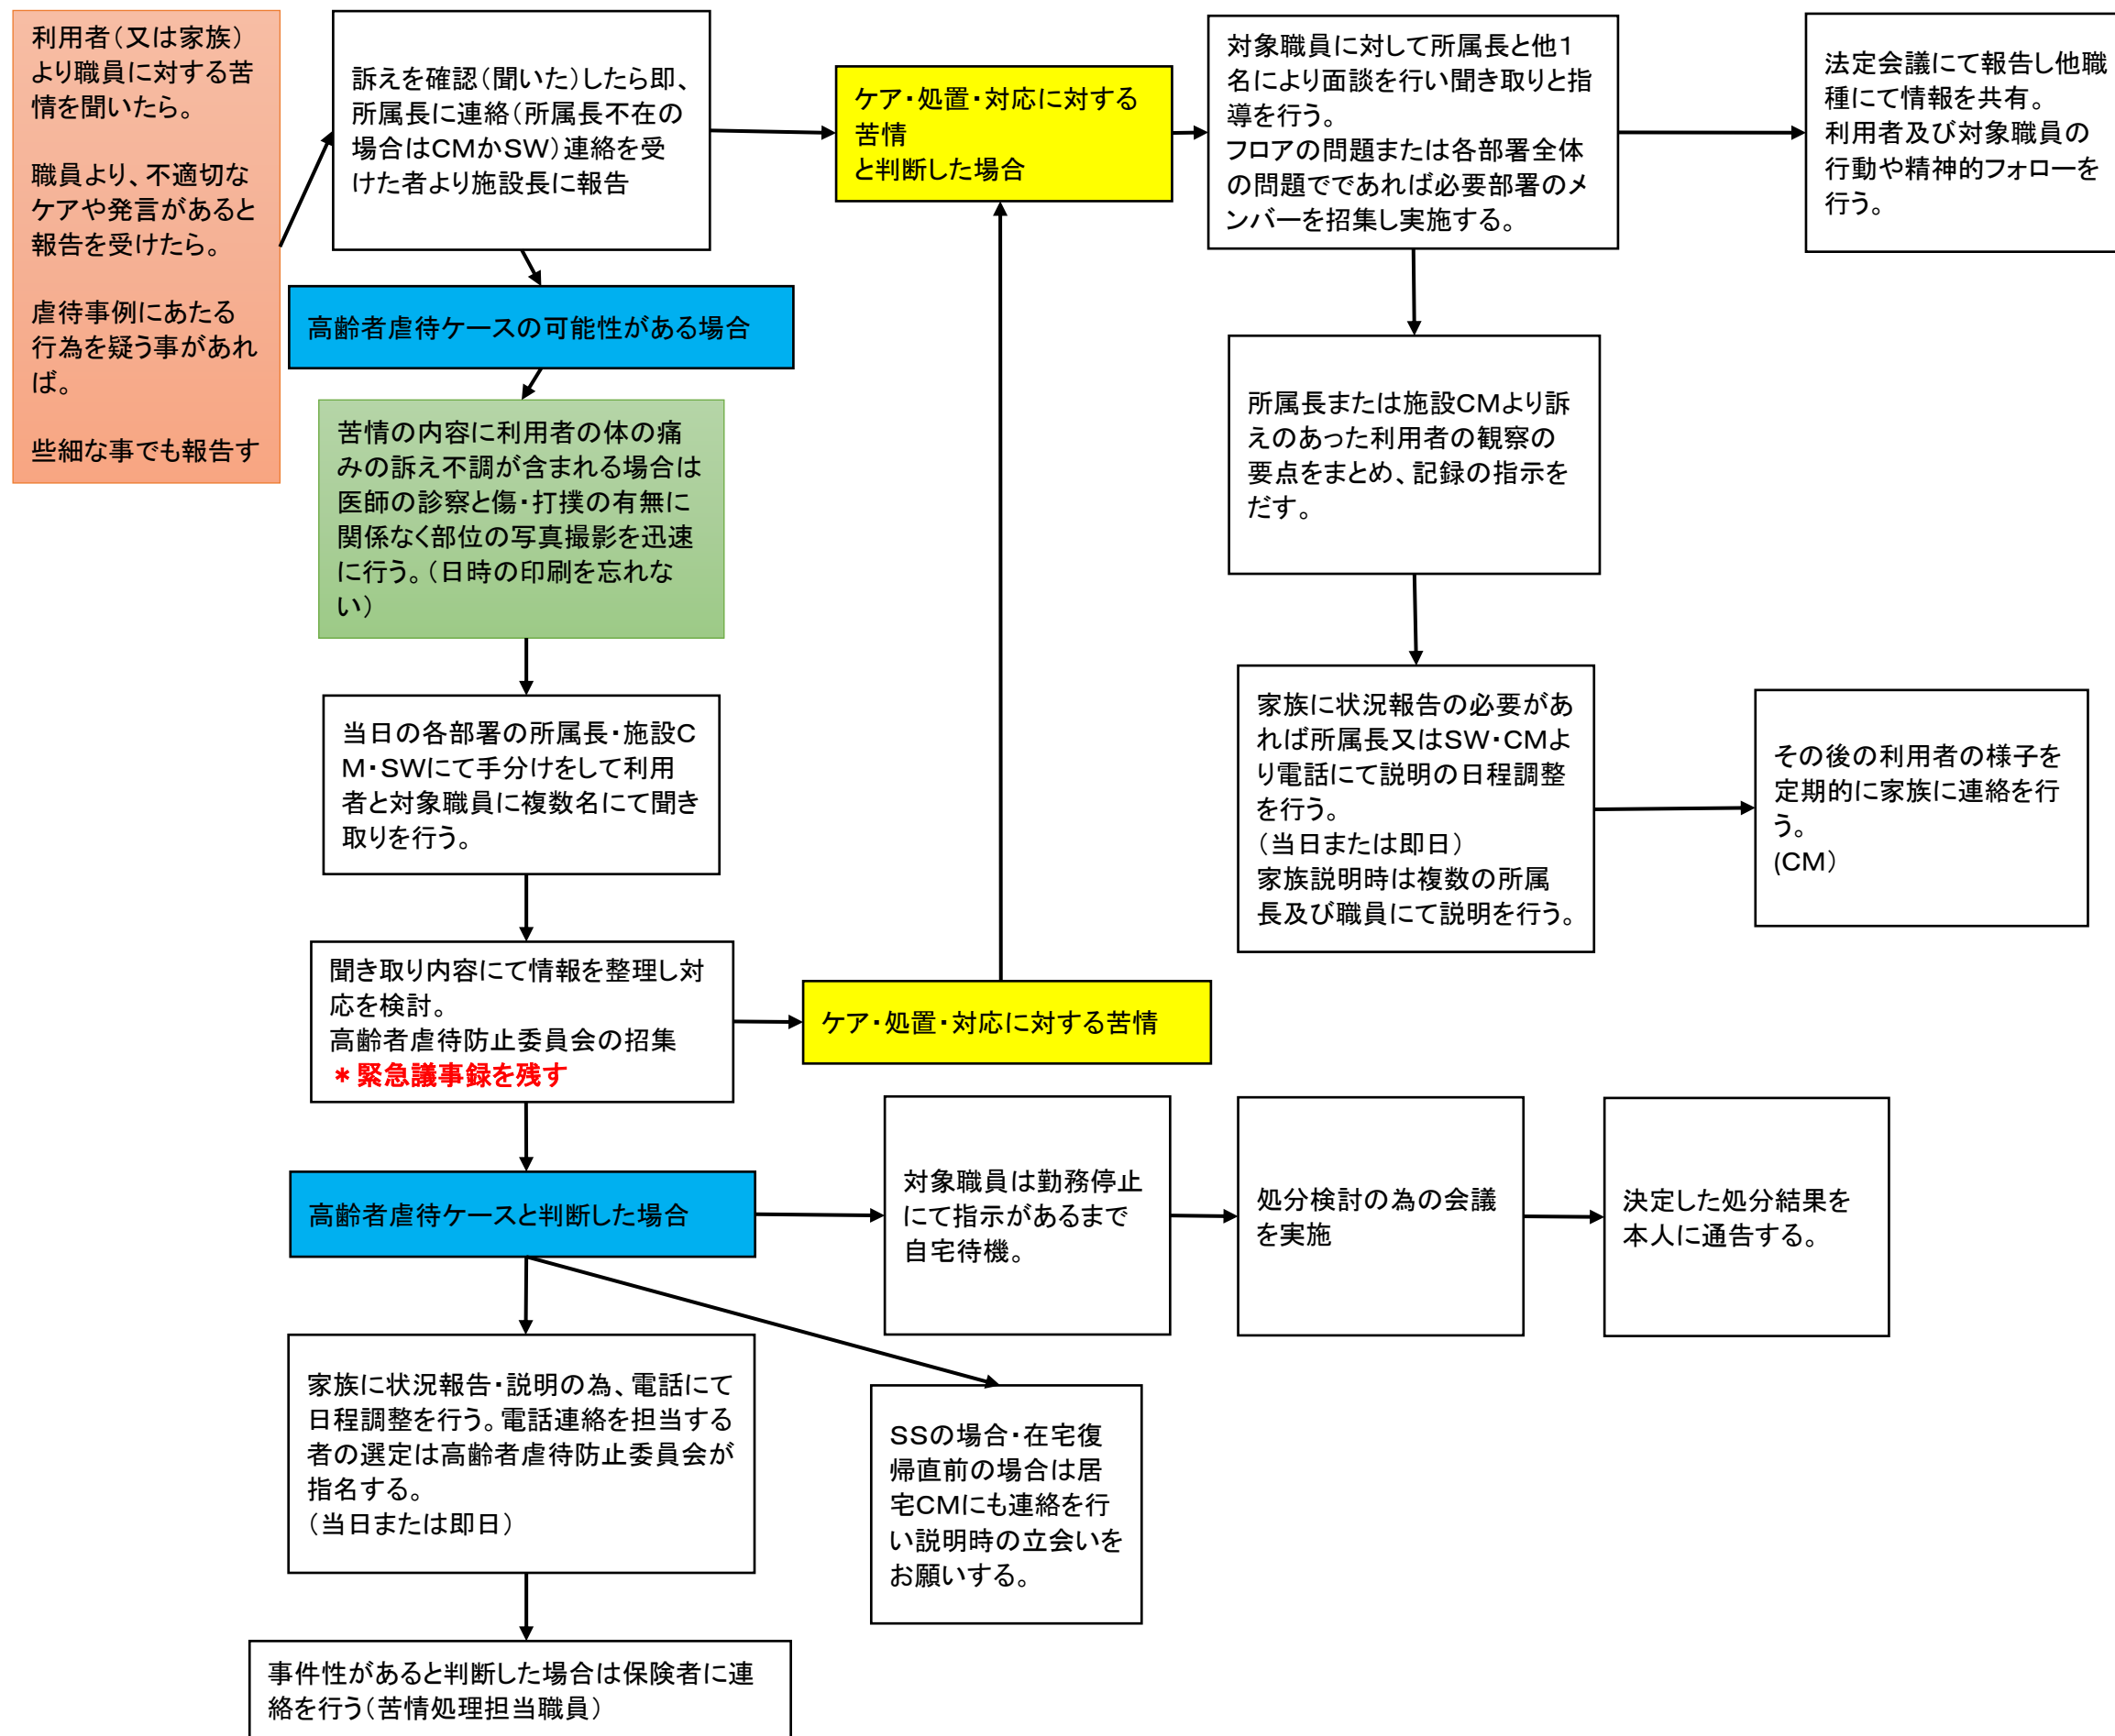 利用者（又は家族）
より職員に対する苦
情を聞いたら。
職員より、不適切な
ケアや発言があると
報告を受けたら。
虐待事例にあたる
行為を疑う事があれ
ば。
些細な事でも報告す
訴えを確認（聞いた）したら即、
所属長に連絡（所属長不在の
場合はＣＭかＳＷ）連絡を受
けた者より施設長に報告
ケア・処置・対応に対する
苦情
と判断した場合
対象職員に対して所属長と他１
名により面談を行い聞き取りと指
導を行う。
フロアの問題または各部署全体
の問題でであれば必要部署のメ
ンバーを招集し実施する。
法定会議にて報告し他職
種にて情報を共有。
利用者及び対象職員の
行動や精神的フォローを
行う。
高齢者虐待ケースの可能性がある場合
苦情の内容に利用者の体の痛
みの訴え不調が含まれる場合は
医師の診察と傷・打撲の有無に
関係なく部位の写真撮影を迅速
に行う。（日時の印刷を忘れな
い）
所属長または施設ＣＭより訴
えのあった利用者の観察の
要点をまとめ、記録の指示を
だす。
当日の各部署の所属長・施設Ｃ
Ｍ・ＳＷにて手分けをして利用
者と対象職員に複数名にて聞き
取りを行う。
家族に状況報告の必要があ
れば所属長又はＳＷ・ＣＭよ
り電話にて説明の日程調整
を行う。
（当日または即日）
家族説明時は複数の所属
長及び職員にて説明を行う。
その後の利用者の様子を
定期的に家族に連絡を行
う。
(ＣＭ）
聞き取り内容にて情報を整理し対
応を検討。
高齢者虐待防止委員会の招集
＊緊急議事録を残す
ケア・処置・対応に対する苦情
高齢者虐待ケースと判断した場合
対象職員は勤務停止
にて指示があるまで
自宅待機。
処分検討の為の会議
を実施
決定した処分結果を
本人に通告する。
家族に状況報告・説明の為、電話にて
日程調整を行う。電話連絡を担当する
者の選定は高齢者虐待防止委員会が
指名する。
（当日または即日）
ＳＳの場合・在宅復
帰直前の場合は居
宅ＣＭにも連絡を行
い説明時の立会いを
お願いする。
事件性があると判断した場合は保険者に連
絡を行う（苦情処理担当職員）